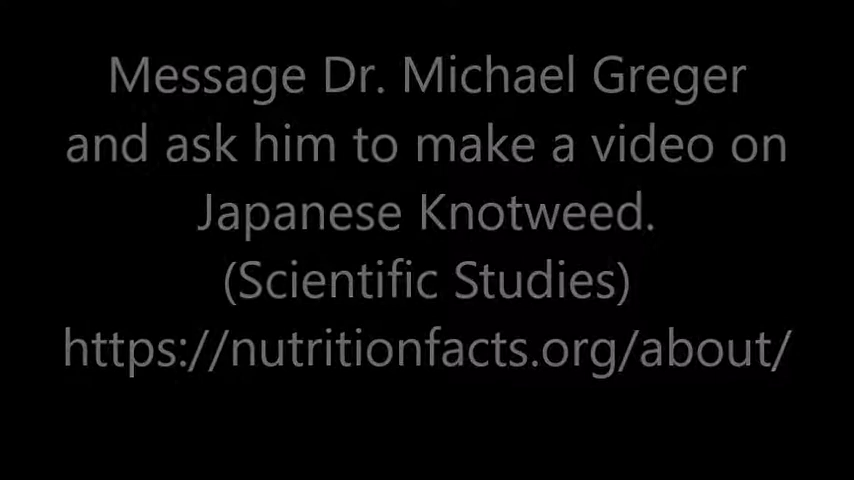 Message Dr. Michael Greger
and ask him to make a video on
Japanese Knotweed.
(Scientific Studies)
https://nutritionfacts.org/about/